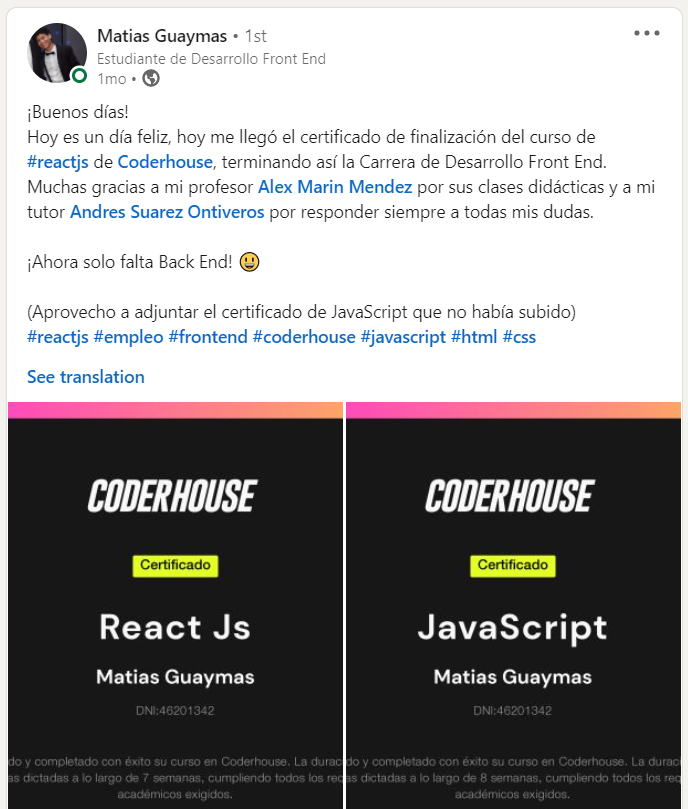 Matias Guaymas • 1st
Estudiante de Desarrollo Front End
1mo •
¡Buenos días!
Hoy es un día feliz, hoy me llegó el certificado de finalización del curso de
#reactjs de Coderhouse, terminando así la Carrera de Desarrollo Front End.
Muchas gracias a mi profesor Alex Marin Mendez por sus clases didácticas y a mi
tutor Andres Suarez Ontiveros por responder siempre a todas mis dudas.
¡Ahora solo falta Back End! 😃
(Aprovecho a adjuntar el certificado de JavaScript que no había subido)
#reactjs #empleo #frontend #coderhouse #javascript #html #css
See translation
CODERHOUSE
Certificado
React Js
Matias Guaymas
DNI:46201342
do y completado con éxito su curso en Coderhouse. La duraci
as dictadas a lo largo de 7 semanas, cumpliendo todos los req
académicos exigidos.
CODERHOUSE
Certificado
JavaScript
Matias Guaymas
DNI:46201342
do y completado con éxito su curso en Coderhouse. La duraci
as dictadas a lo largo de 8 semanas, cumpliendo todos los req
académicos exigidos.